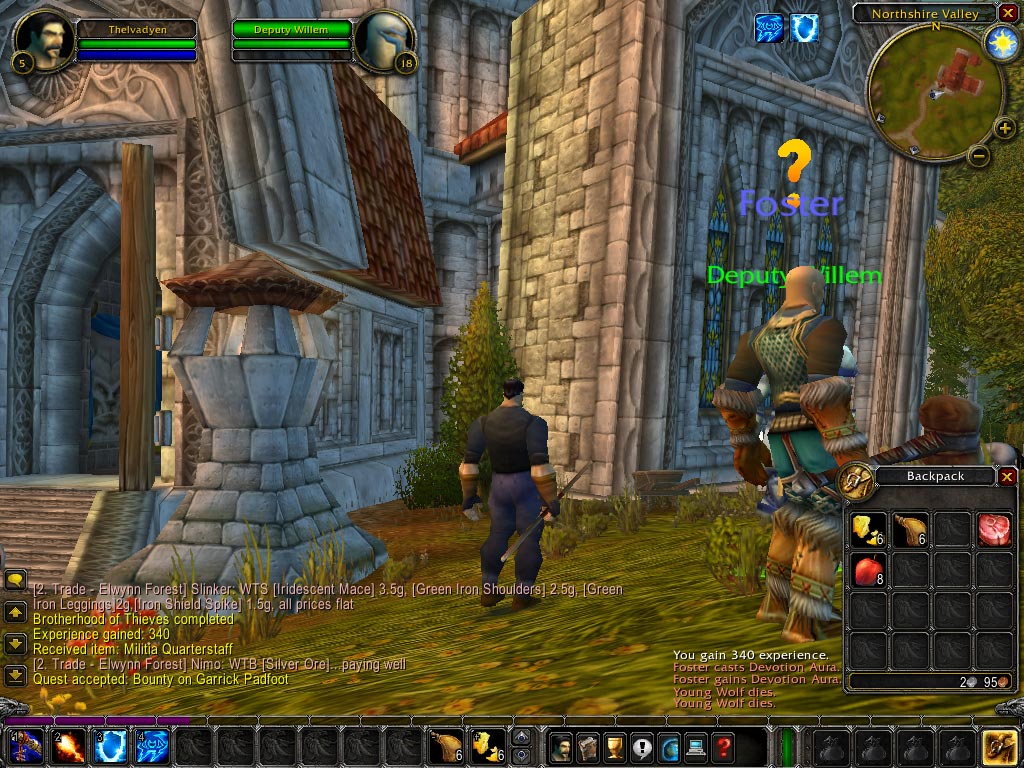 Thelvadyen
5
Deputy Willem
18
Northshire Valley
N
Foster
Deputy Willem
Backpack
6
6
8
[2. Trade - Elwynn Forest] Slinker: WTS [Iridescent Mace] 3.5g, [Green Iron Shoulders] 2.5g, [Green
Iron Leggings]2g,[Iron Shield Spike] 1.5g, all prices flat
Brotherhood of Thieves completed
Experience gained: 340
Received item: Militia Quarterstaff
[2. Trade - Elwynn Forest] Nimo: WTB [Silver Ore]...paying well
Quest accepted: Bounty on Garrick Padfoot
You gain 340 experience.
Foster casts Devotion Aura.
Foster gains Devotion Aura.
Young Wolf dies.
Young Wolf dies.
2 95
1 2 3 4 6 6